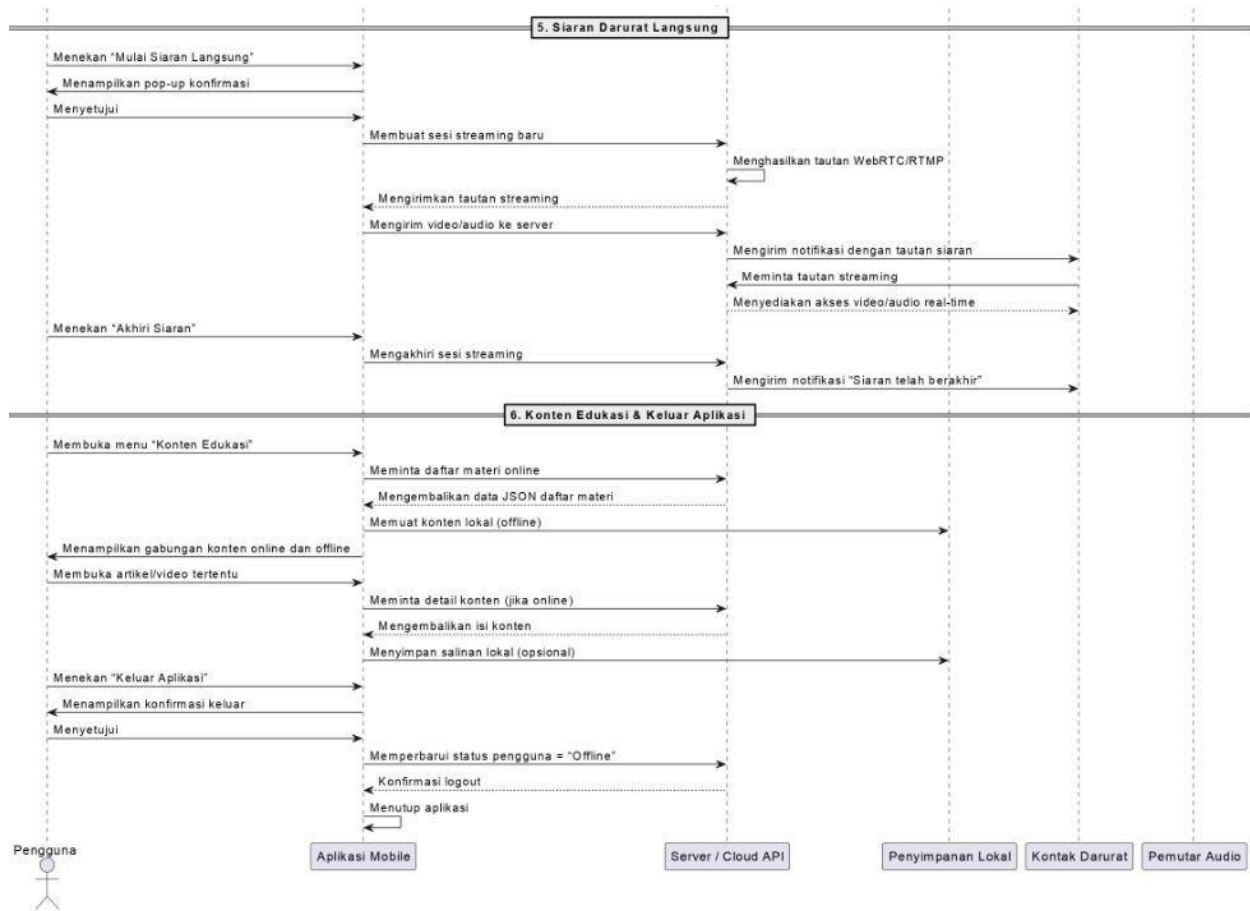 5. Siaran Darurat Langsung
Menekan "Mulai Siaran Langsung"
Menampilkan pop-up konfirmasi
Menyetujui
Membuat sesi streaming baru
Menghasilkan tautan WebRTC/RTMP
Mengirimkan tautan streaming
Mengirim video/audio ke server
Mengirim notifikasi dengan tautan siaran
Meminta tautan streaming
Menyediakan akses video/audio real-time
Menekan "Akhiri Siaran"
Mengakhiri sesi streaming
Mengirim notifikasi "Siaran telah berakhir"
6. Konten Edukasi & Keluar Aplikasi
Membuka menu "Konten Edukasi"
Meminta daftar materi online
Mengembalikan data JSON daftar materi
Memuat konten lokal (offline)
Menampilkan gabungan konten online dan offline
Membuka artikel/video tertentu
Meminta detail konten (jika online)
Mengembalikan isi konten
Menyimpan salinan lokal (opsional)
Menekan "Keluar Aplikasi"
Menampilkan konfirmasi keluar
Menyetujui
Memperbarui status pengguna = "Offline"
Konfirmasi logout
Menutup aplikasi
Pengguna
Aplikasi Mobile
Server / Cloud API
Penyimpanan Lokal
Kontak Darurat
Pemutar Audio